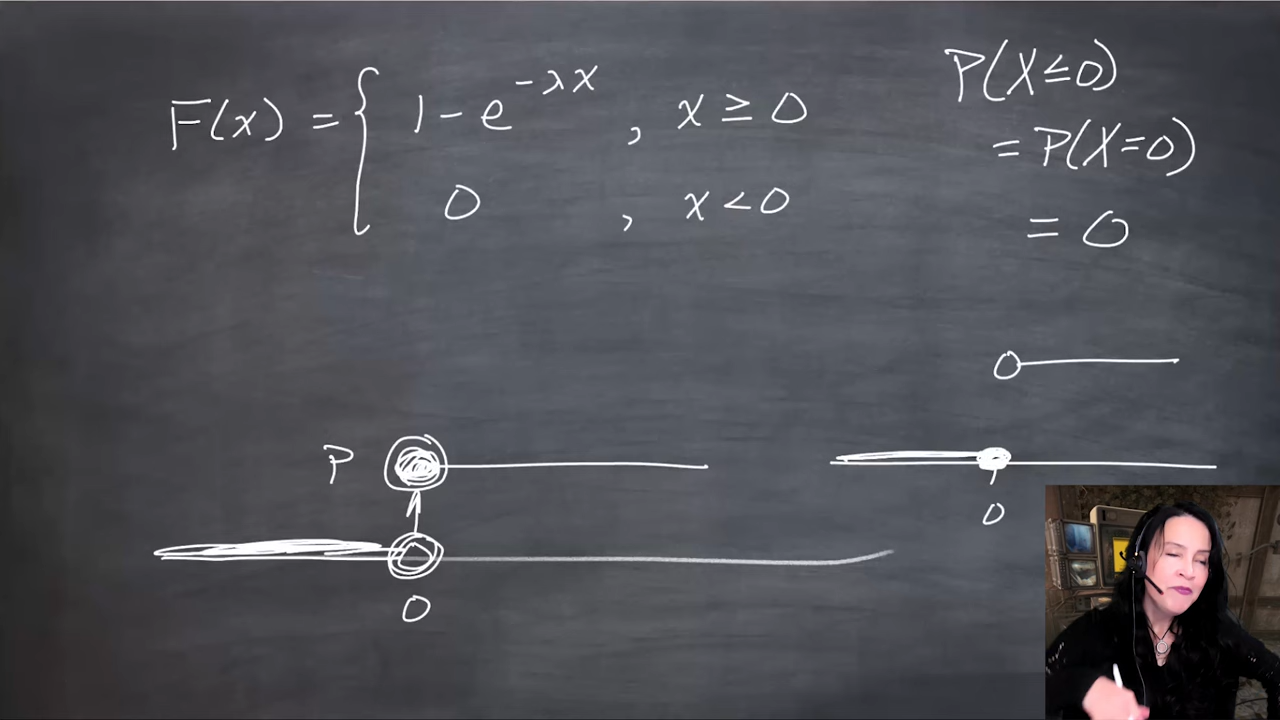 F(x) = { 1 - e^{-λx} , x ≥ 0
0 , x < 0
P(X ≤ 0)
= P(X = 0)
= 0
P
0
0